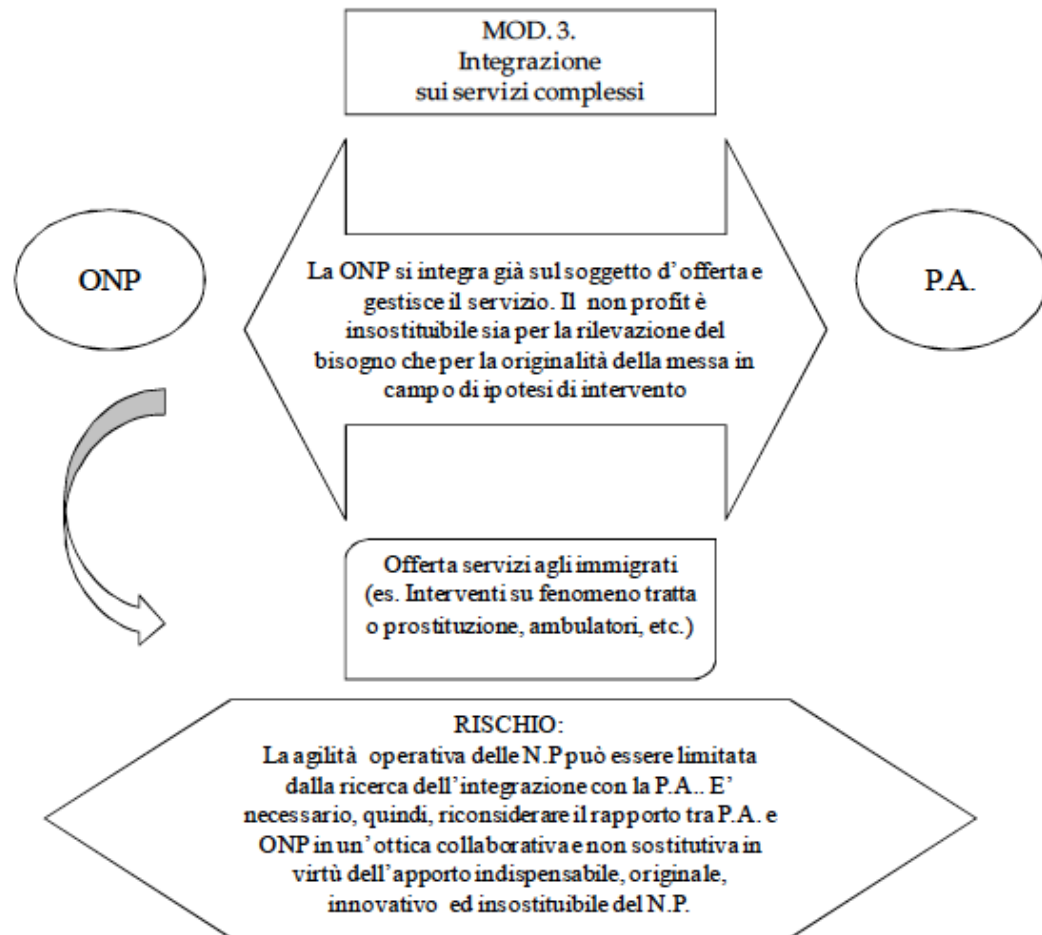 MOD. 3.
Integrazione
sui servizi complessi
ONP
La ONP si integra già sul soggetto d'offerta e
gestisce il servizio. Il non profit è
insostituibile sia per la rilevazione del
bisogno che per la originalità della messa in
campo di ipotesi di intervento
P.A.
Offerta servizi agli immigrati
(es. Interventi su fenomeno tratta
o prostituzione, ambulatori, etc.)
RISCHIO:
La agilità operativa delle N.P può essere limitata
dalla ricerca dell'integrazione con la P.A.. E'
necessario, quindi, riconsiderare il rapporto tra P.A. e
ONP in un'ottica collaborativa e non sostitutiva in
virtù dell'apporto indispensabile, originale,
innovativo ed insostituibile del N.P.